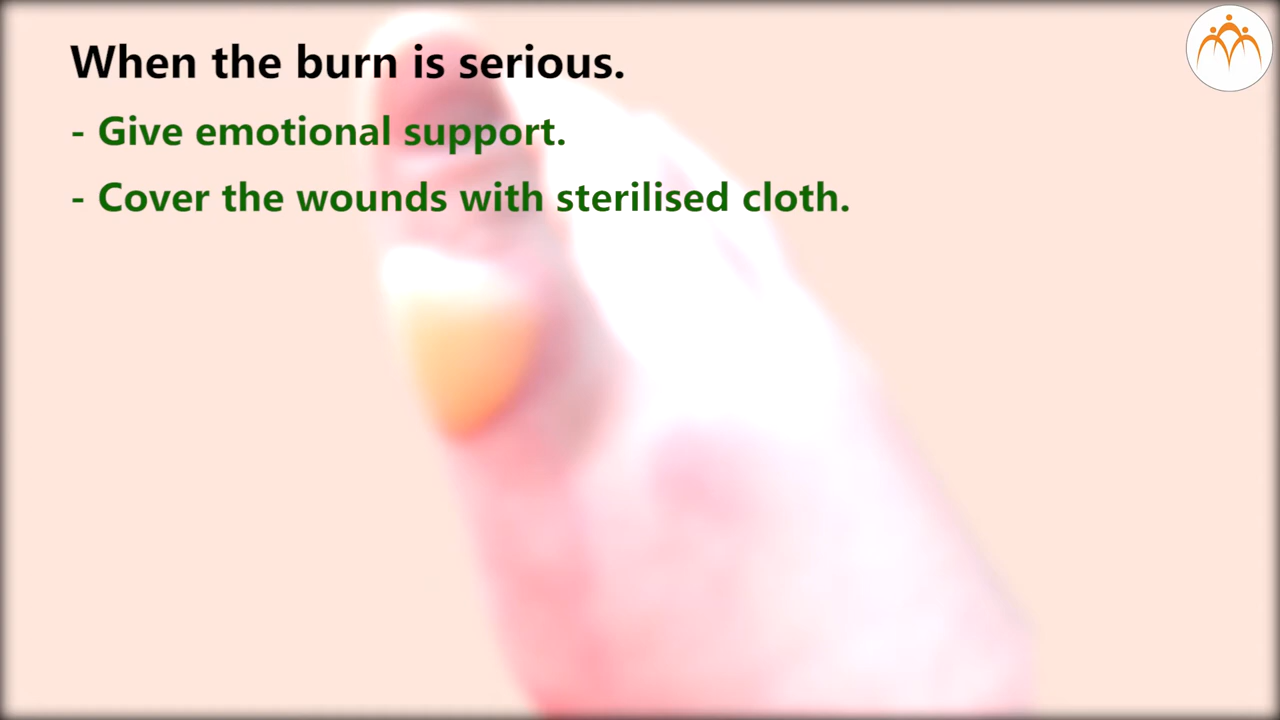 When the burn is serious.
- Give emotional support.
- Cover the wounds with sterilised cloth.